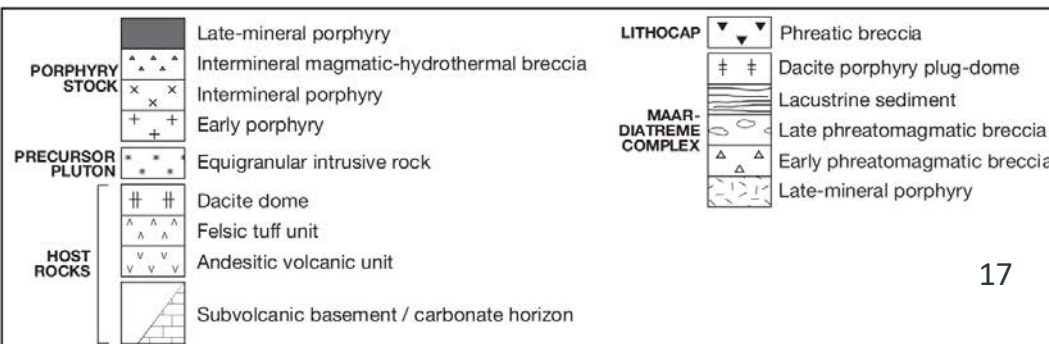 PORPHYRY
STOCK
Late-mineral porphyry
Intermineral magmatic-hydrothermal breccia
Intermineral porphyry
Early porphyry
PRECURSOR
PLUTON
Equigranular intrusive rock
HOST
ROCKS
Dacite dome
Felsic tuff unit
Andesitic volcanic unit
Subvolcanic basement / carbonate horizon
LITHOCAP
Phreatic breccia
MAAR-
DIATREME
COMPLEX
Dacite porphyry plug-dome
Lacustrine sediment
Late phreatomagmatic breccia
Early phreatomagmatic breccia
Late-mineral porphyry
17